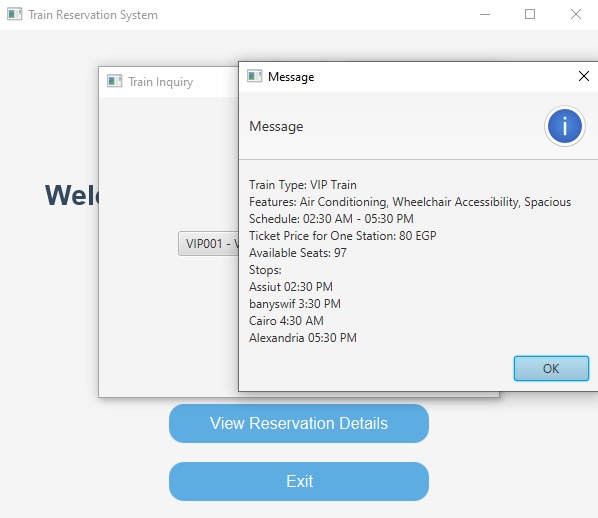 Train Reservation System
Train Inquiry
Message
Message
Train Type: VIP Train
Features: Air Conditioning, Wheelchair Accessibility, Spacious
Schedule: 02:30 AM - 05:30 PM
Ticket Price for One Station: 80 EGP
Available Seats: 97
Stops:
Assiut 02:30 PM
banyswif 3:30 PM
Cairo 4:30 AM
Alexandria 05:30 PM
OK
VIP001 -
View Reservation Details
Exit